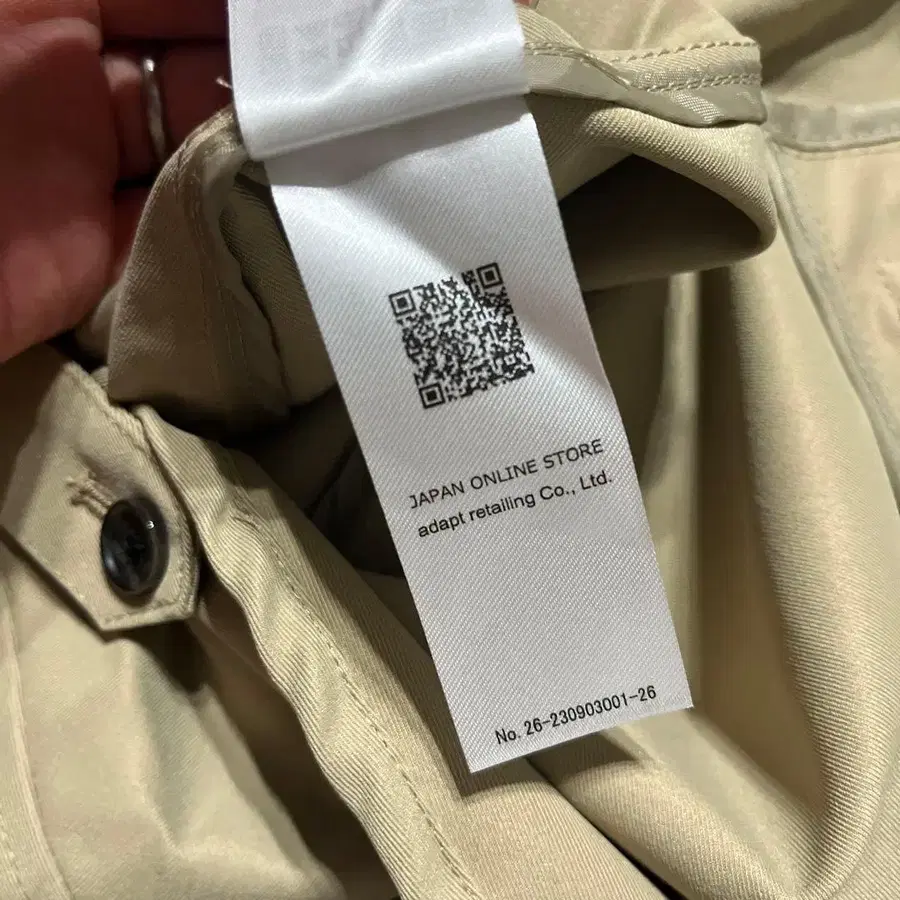 JAPAN ONLINE STORE
adapt retailing Co., Ltd.
No. 26-230903001-26